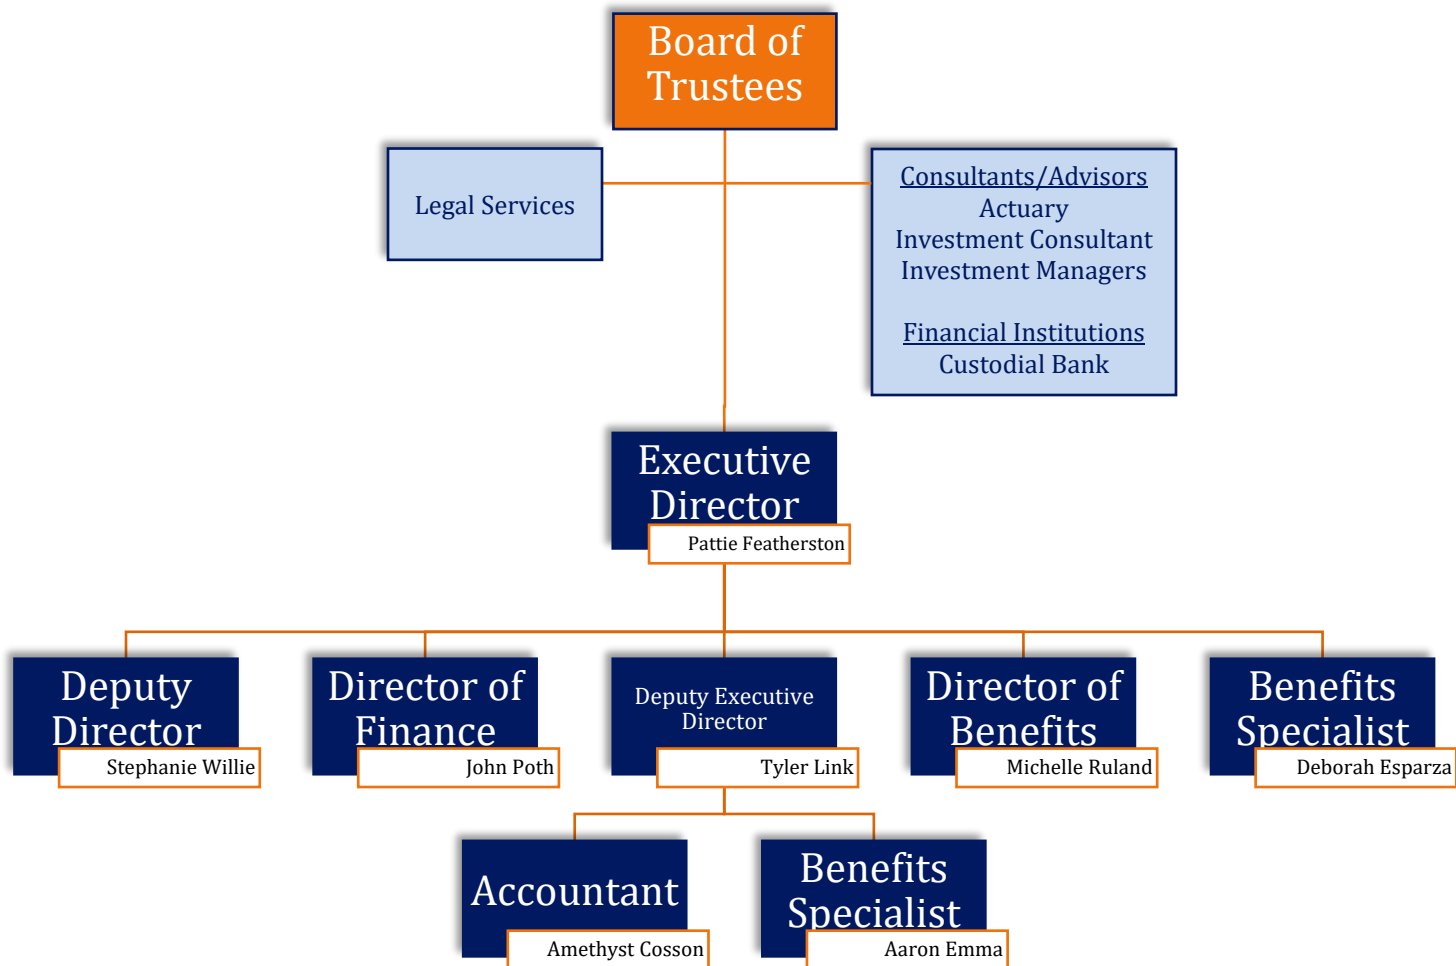 Board of
Trustees
Legal Services
Consultants/Advisors
Actuary
Investment Consultant
Investment Managers
Financial Institutions
Custodial Bank
Executive
Director
Pattie Featherston
Deputy
Director
Stephanie Willie
Director of
Finance
John Poth
Deputy Executive
Director
Tyler Link
Director of
Benefits
Michelle Ruland
Benefits
Specialist
Deborah Esparza
Accountant
Amethyst Cosson
Benefits
Specialist
Aaron Emma